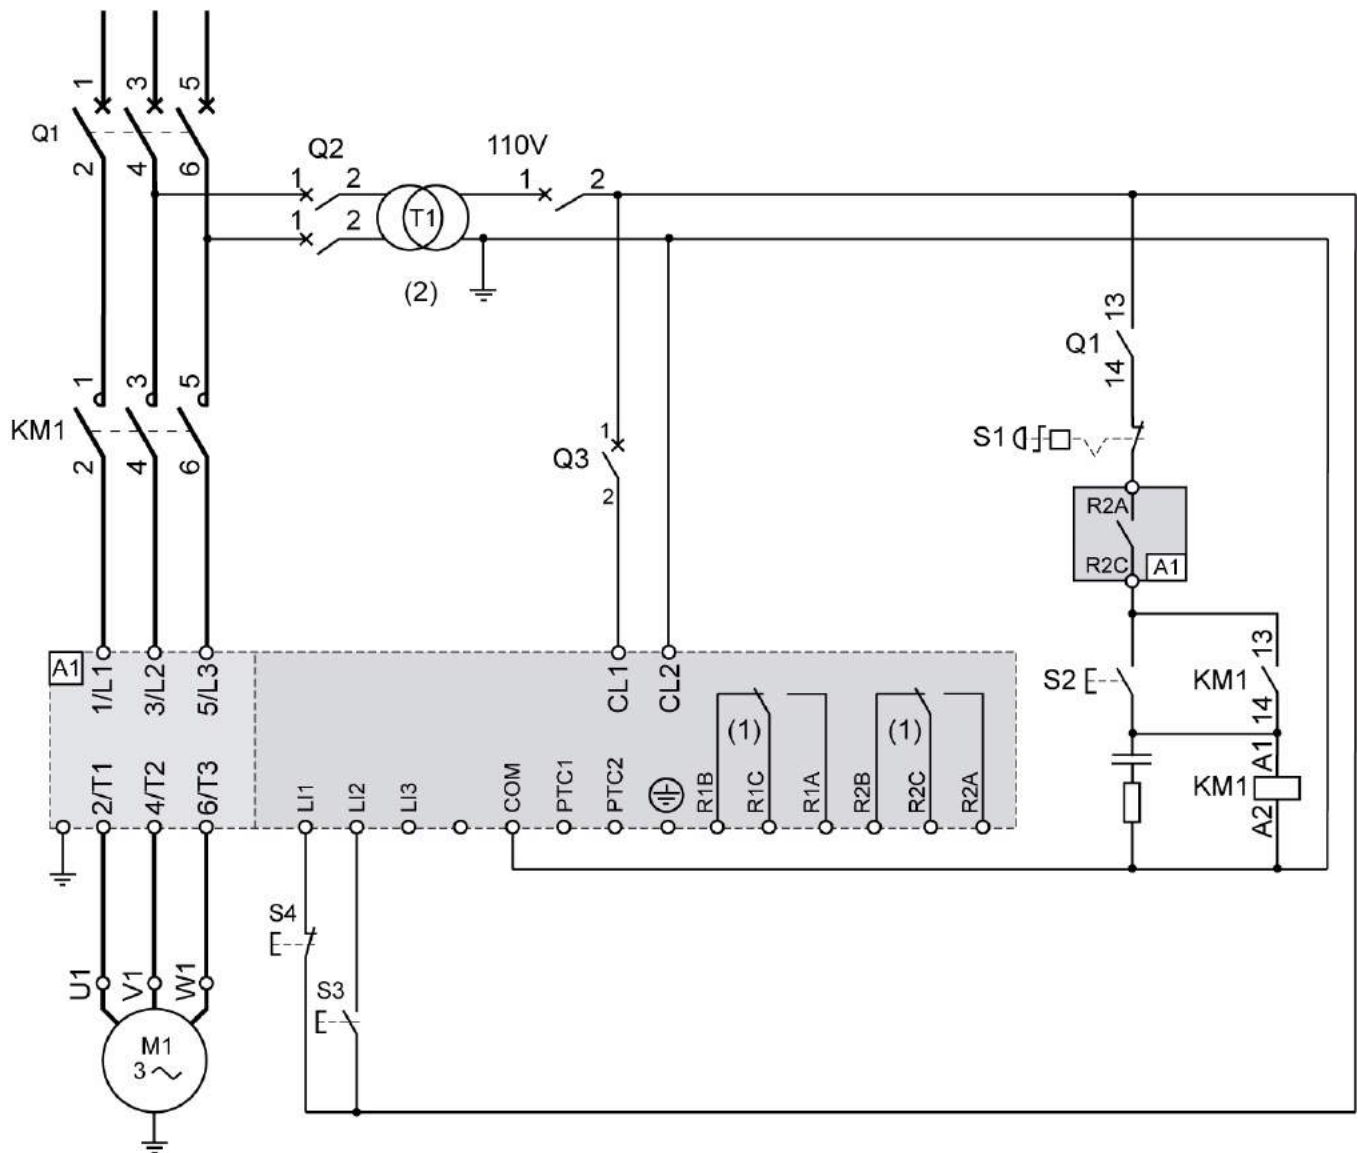 1 3 5
Q1
2 4 6
Q2
1 2
1 2
T1
(2)
110V
1 2
13
Q1
14
1 3 5
KM1
2 4 6
1
Q3
2
S1
R2A
R2C A1
13
S2 KM1
14
A1
KM1
A2
A1
1/L1 3/L2 5/L3 CL1 CL2
(1) (1)
2/T1 4/T2 6/T3 LI1 LI2 LI3 COM PTC1 PTC2 R1B R1C R1A R2B R2C R2A
S4
S3
U1 V1 W1
M1
3